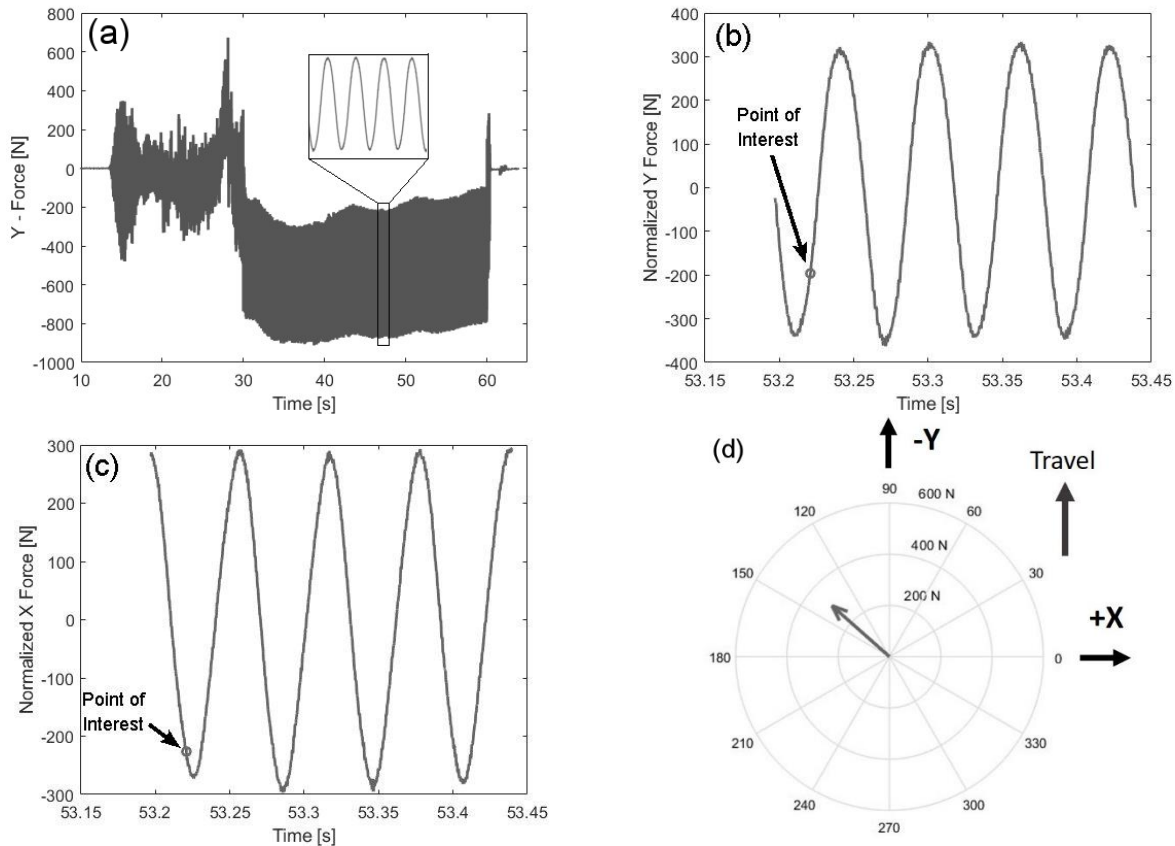 (a)
800
600
400
200
0
-200
-400
-600
-800
-1000
Y - Force [N]
10 20 30 40 50 60
Time [s]
(b)
400
300
200
100
0
-100
-200
-300
-400
Normalized Y Force [N]
Point of
Interest
53.15 53.2 53.25 53.3 53.35 53.4 53.45
Time [s]
(c)
300
200
100
0
-100
-200
-300
Normalized X Force [N]
Point of
Interest
53.15 53.2 53.25 53.3 53.35 53.4 53.45
Time [s]
(d)
-Y
Travel
+X
90
600 N
120
60
400 N
150
30
200 N
180
0
210
330
240
300
270